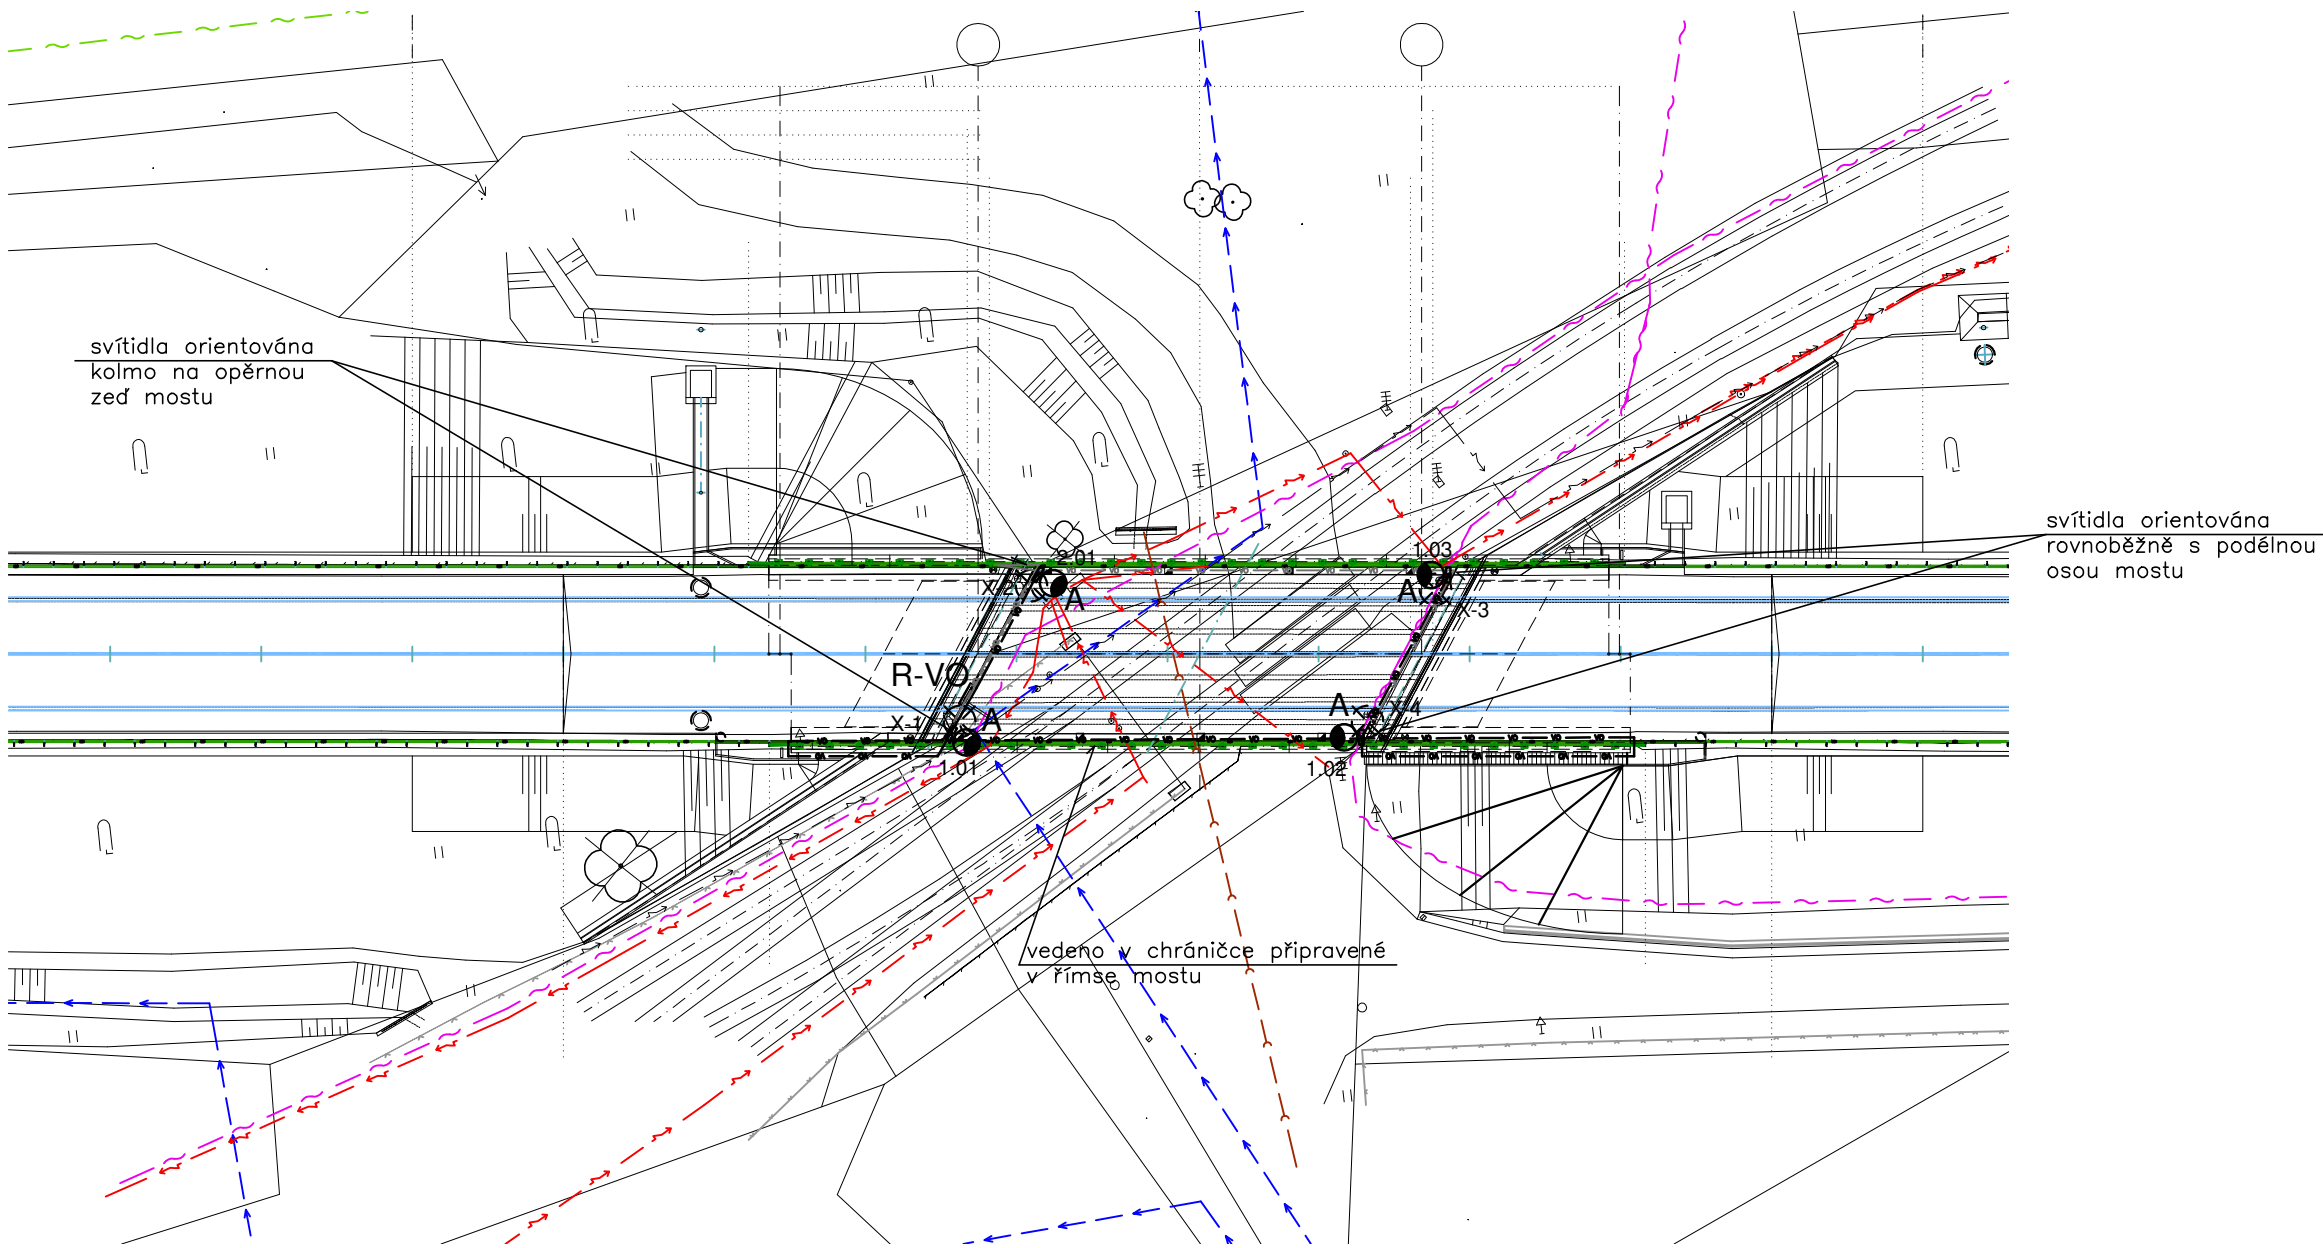 svítidla orientována
kolmo na opěrnou
zeď mostu
svítidla orientována
rovnoběžně s podélnou
osou mostu
2.01
1.03
X-2
A
A
X-3
R-VO
X-1
A
A
X-4
1.01
1.02
vedeno v chráničce připravené
v římse mostu